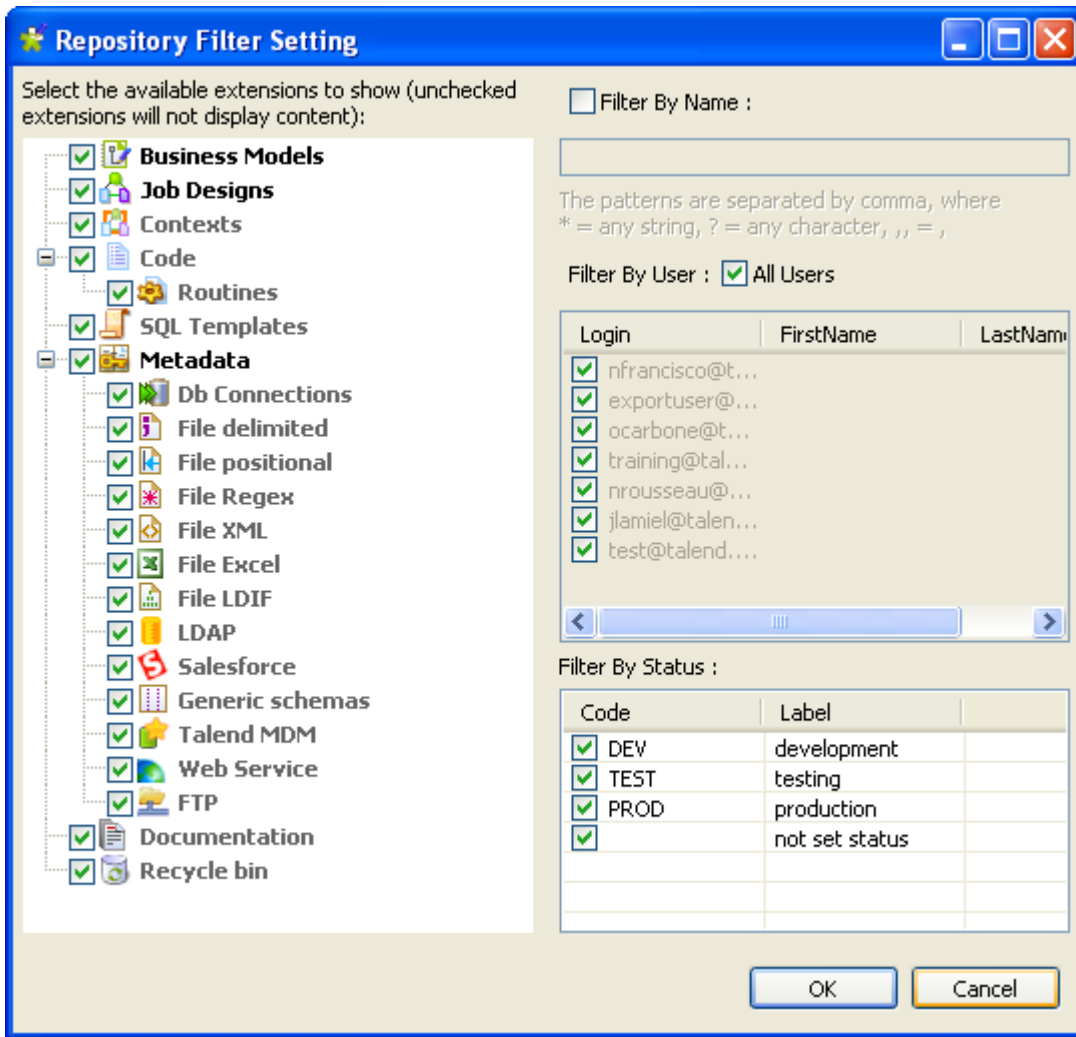 Repository Filter Setting
Select the available extensions to show (unchecked
extensions will not display content):
Business Models
Job Designs
Contexts
Code
Routines
SQL Templates
Metadata
Db Connections
File delimited
File positional
File Regex
File XML
File Excel
File LDIF
LDAP
Salesforce
Generic schemas
Talend MDM
Web Service
FTP
Documentation
Recycle bin
Filter By Name :
The patterns are separated by comma, where
* = any string, ? = any character, ,, = ,
Filter By User : All Users
Login FirstName LastNam
nfrancisco@t...
exportuser@...
ocarbone@t...
training@tal...
nrousseau@...
jlamiel@talen...
test@talend....
Filter By Status :
Code Label
DEV development
TEST testing
PROD production
not set status
OK Cancel